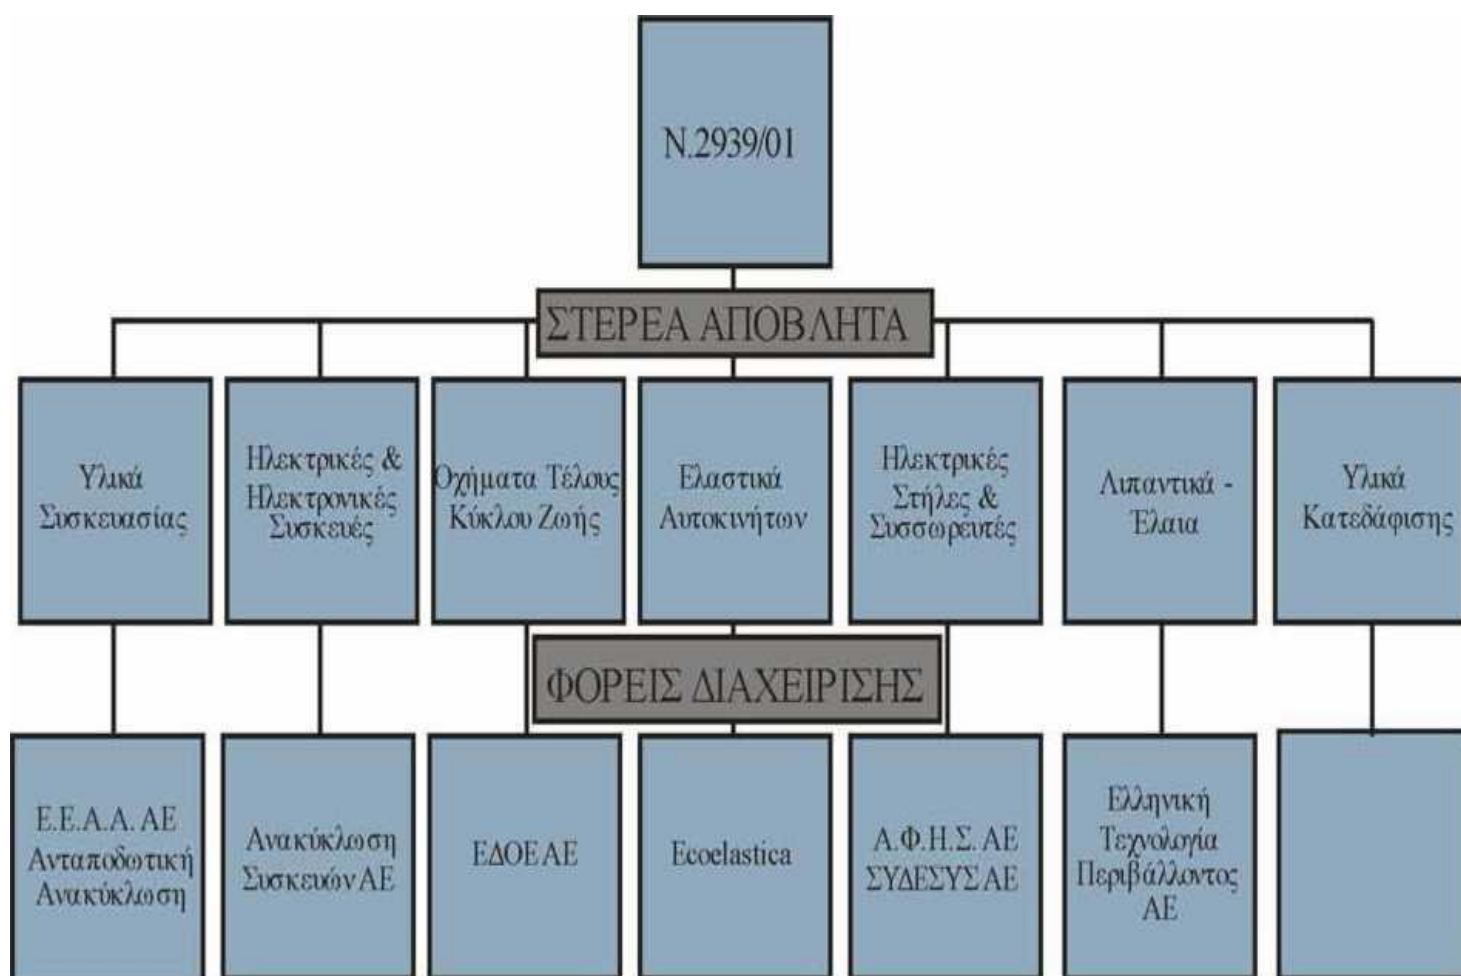 Ν.2939/01
ΣΤΕΡΕΑ ΑΠΟΒΛΗΤΑ
Υλικά
Συσκευασίας
Ηλεκτρικές &
Ηλεκτρονικές
Συσκευές
Οχήματα Τέλους
Κύκλου Ζωής
Ελαστικά
Αυτοκινήτων
Ηλεκτρικές
Στήλες &
Συσσωρευτές
Λιπαντικά -
Έλαια
Υλικά
Κατεδάφισης
ΦΟΡΕΙΣ ΔΙΑΧΕΙΡΙΣΗΣ
Ε.Ε.Α.Α. ΑΕ
Ανταποδωτική
Ανακύκλωση
Ανακύκλωση
Συσκευών ΑΕ
ΕΔΟΕ ΑΕ
Ecoelastica
Α.Φ.Η.Σ. ΑΕ
ΣΥΔΕΣΥΣ ΑΕ
Ελληνική
Τεχνολογία
Περιβάλλοντος
ΑΕ